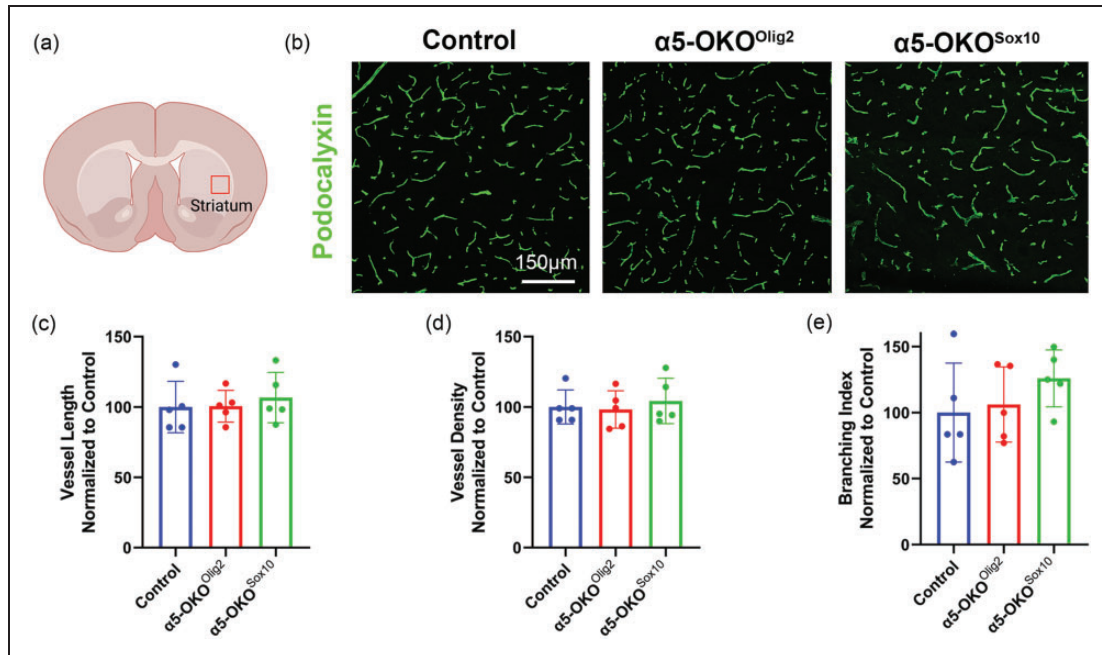 (a)
Striatum
(b)
Control
α5-OKO^Olig2
α5-OKO^Sox10
Podocalyxin
150μm
(c)
Vessel Length
Normalized to Control
150
100
50
0
Control
α5-OKO^Olig2
α5-OKO^Sox10
(d)
Vessel Density
Normalized to Control
150
100
50
0
Control
α5-OKO^Olig2
α5-OKO^Sox10
(e)
Branching Index
Normalized to Control
150
100
50
0
Control
α5-OKO^Olig2
α5-OKO^Sox10